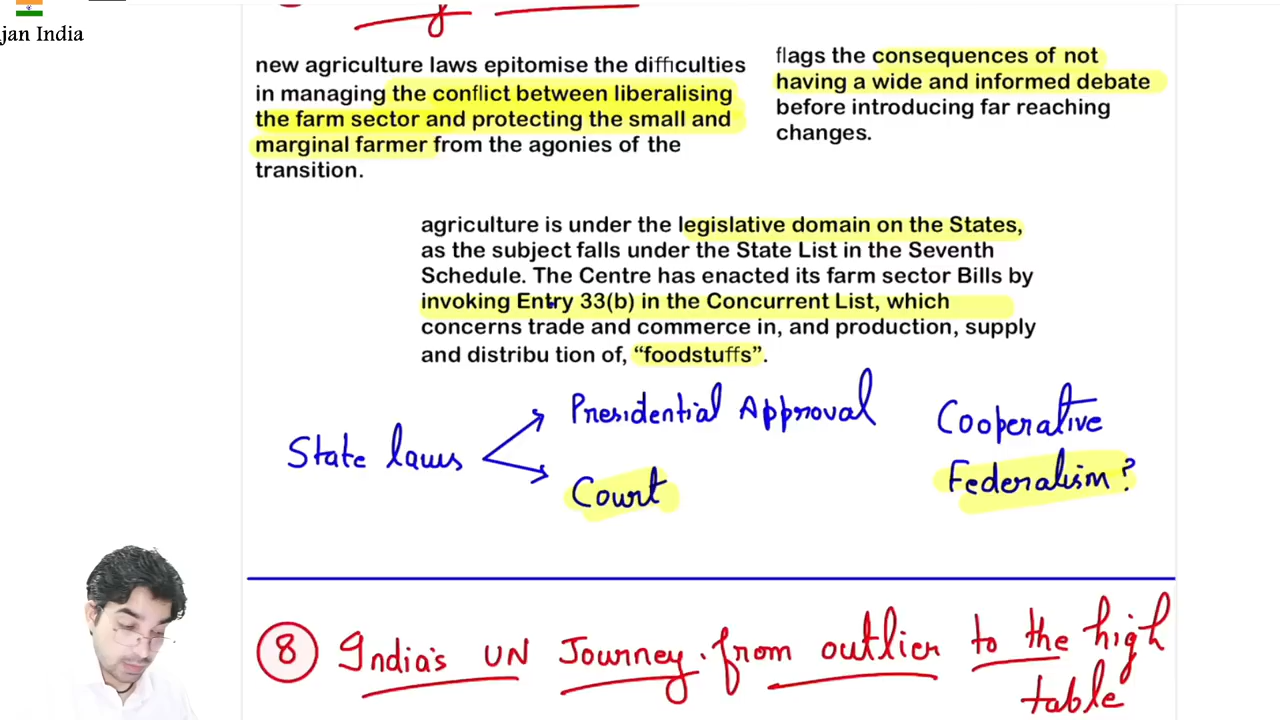 jan India
new agriculture laws epitomise the difficulties
in managing the conflict between liberalising
the farm sector and protecting the small and
marginal farmer from the agonies of the
transition.
flags the consequences of not
having a wide and informed debate
before introducing far reaching
changes.
agriculture is under the legislative domain on the States,
as the subject falls under the State List in the Seventh
Schedule. The Centre has enacted its farm sector Bills by
invoking Entry 33(b) in the Concurrent List, which
concerns trade and commerce in, and production, supply
and distribu tion of, “foodstuffs”.
State laws
Presidential Approval
Court
Cooperative
Federalism?
8 India's UN Journey. from outlier to the high
table